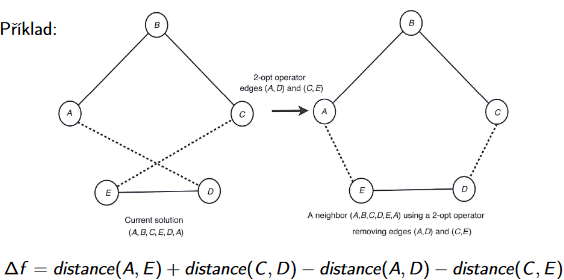 Příklad:
B
2-opt operator
edges (A,D) and (C,E)
A
C
E
D
Current solution
(A,B,C,E,D,A)
B
A
C
E
D
A neighbor (A,B,C,D,E,A) using a 2-opt operator
removing edges (A,D) and (C,E)
Δf = distance(A, E) + distance(C, D) − distance(A, D) − distance(C, E)